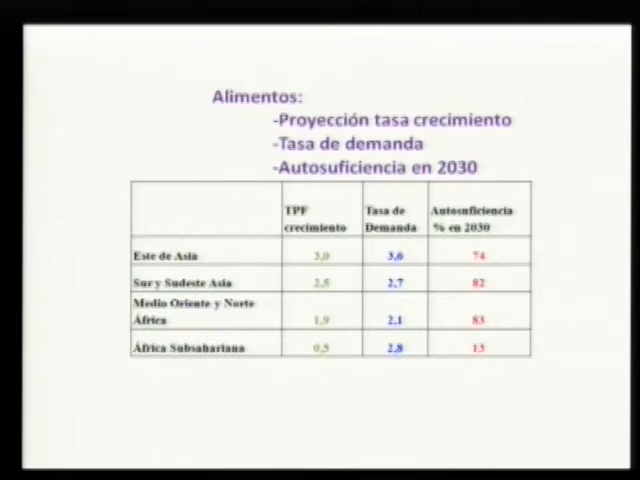 Alimentos:
-Proyección tasa crecimiento
-Tasa de demanda
-Autosuficiencia en 2030
TPF crecimiento Tasa de Demanda Autosuficiencia % en 2030
Este de Asia 3,0 3,6 74
Sur y Sudeste Asia 2,5 2,7 82
Medio Oriente y Norte África 1,9 2,1 83
África Subsahariana 0,5 2,8 13